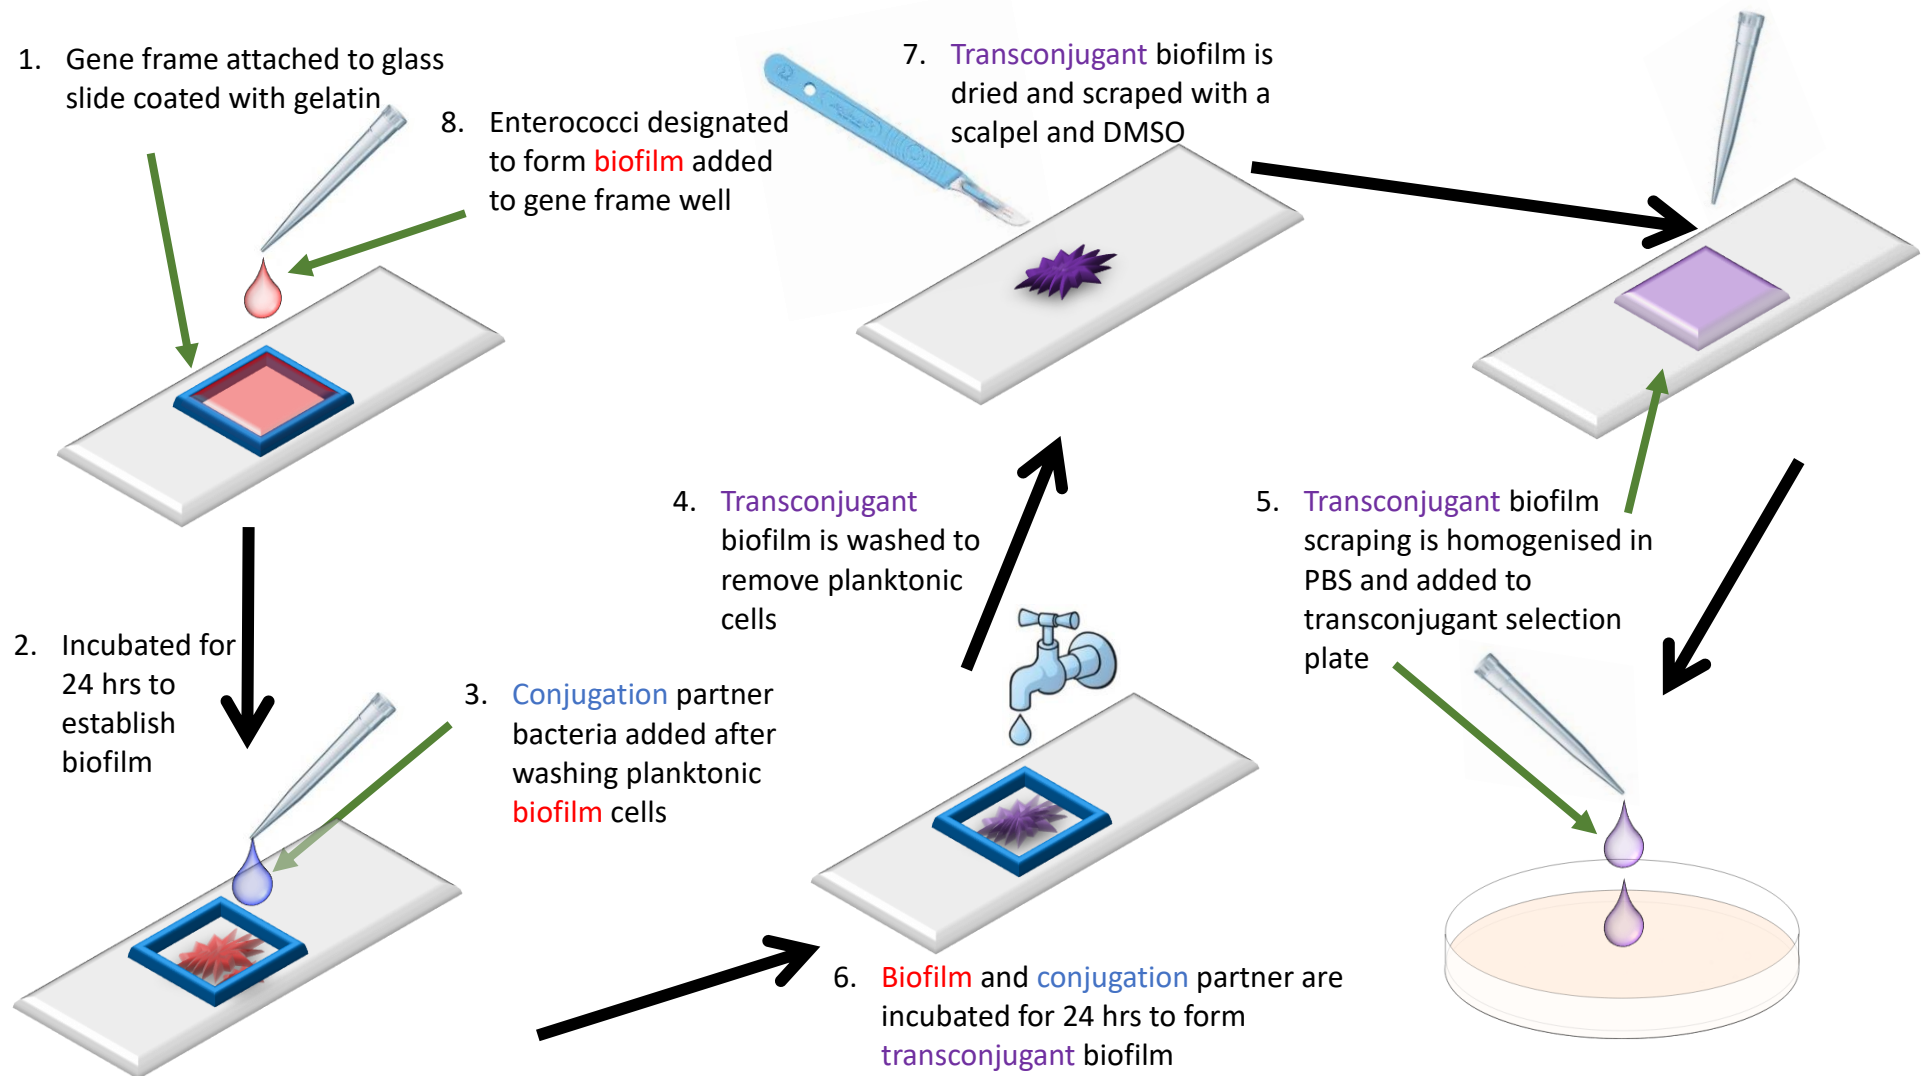 1. Gene frame attached to glass
slide coated with gelatin
8. Enterococci designated
to form biofilm added
to gene frame well
2. Incubated for
24 hrs to
establish
biofilm
3. Conjugation partner
bacteria added after
washing planktonic
biofilm cells
6. Biofilm and conjugation partner are
incubated for 24 hrs to form
transconjugant biofilm
4. Transconjugant
biofilm is washed to
remove planktonic
cells
7. Transconjugant biofilm is
dried and scraped with a
scalpel and DMSO
5. Transconjugant biofilm
scraping is homogenised in
PBS and added to
transconjugant selection
plate